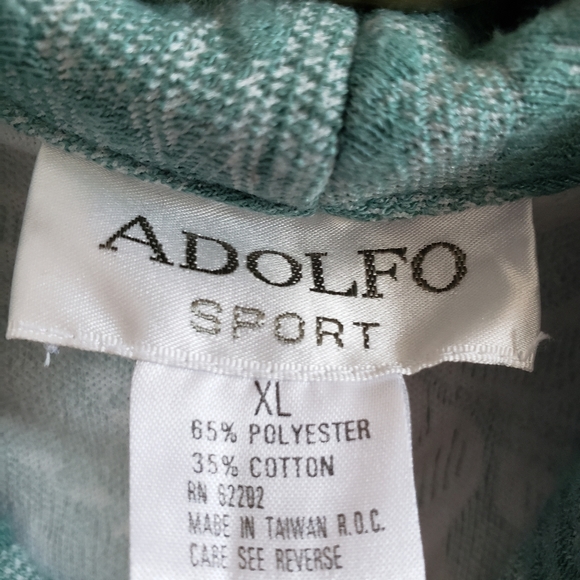 ADOLFO
SPORT
XL
65% POLYESTER
35% COTTON
RN 62202
MADE IN TAIWAN R.O.C.
CARE SEE REVERSE